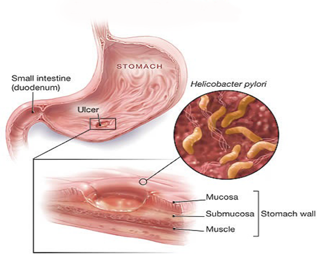 STOMACH
Small intestine
(duodenum)
Ulcer
Helicobacter pylori
Mucosa
Submucosa
Stomach wall
Muscle